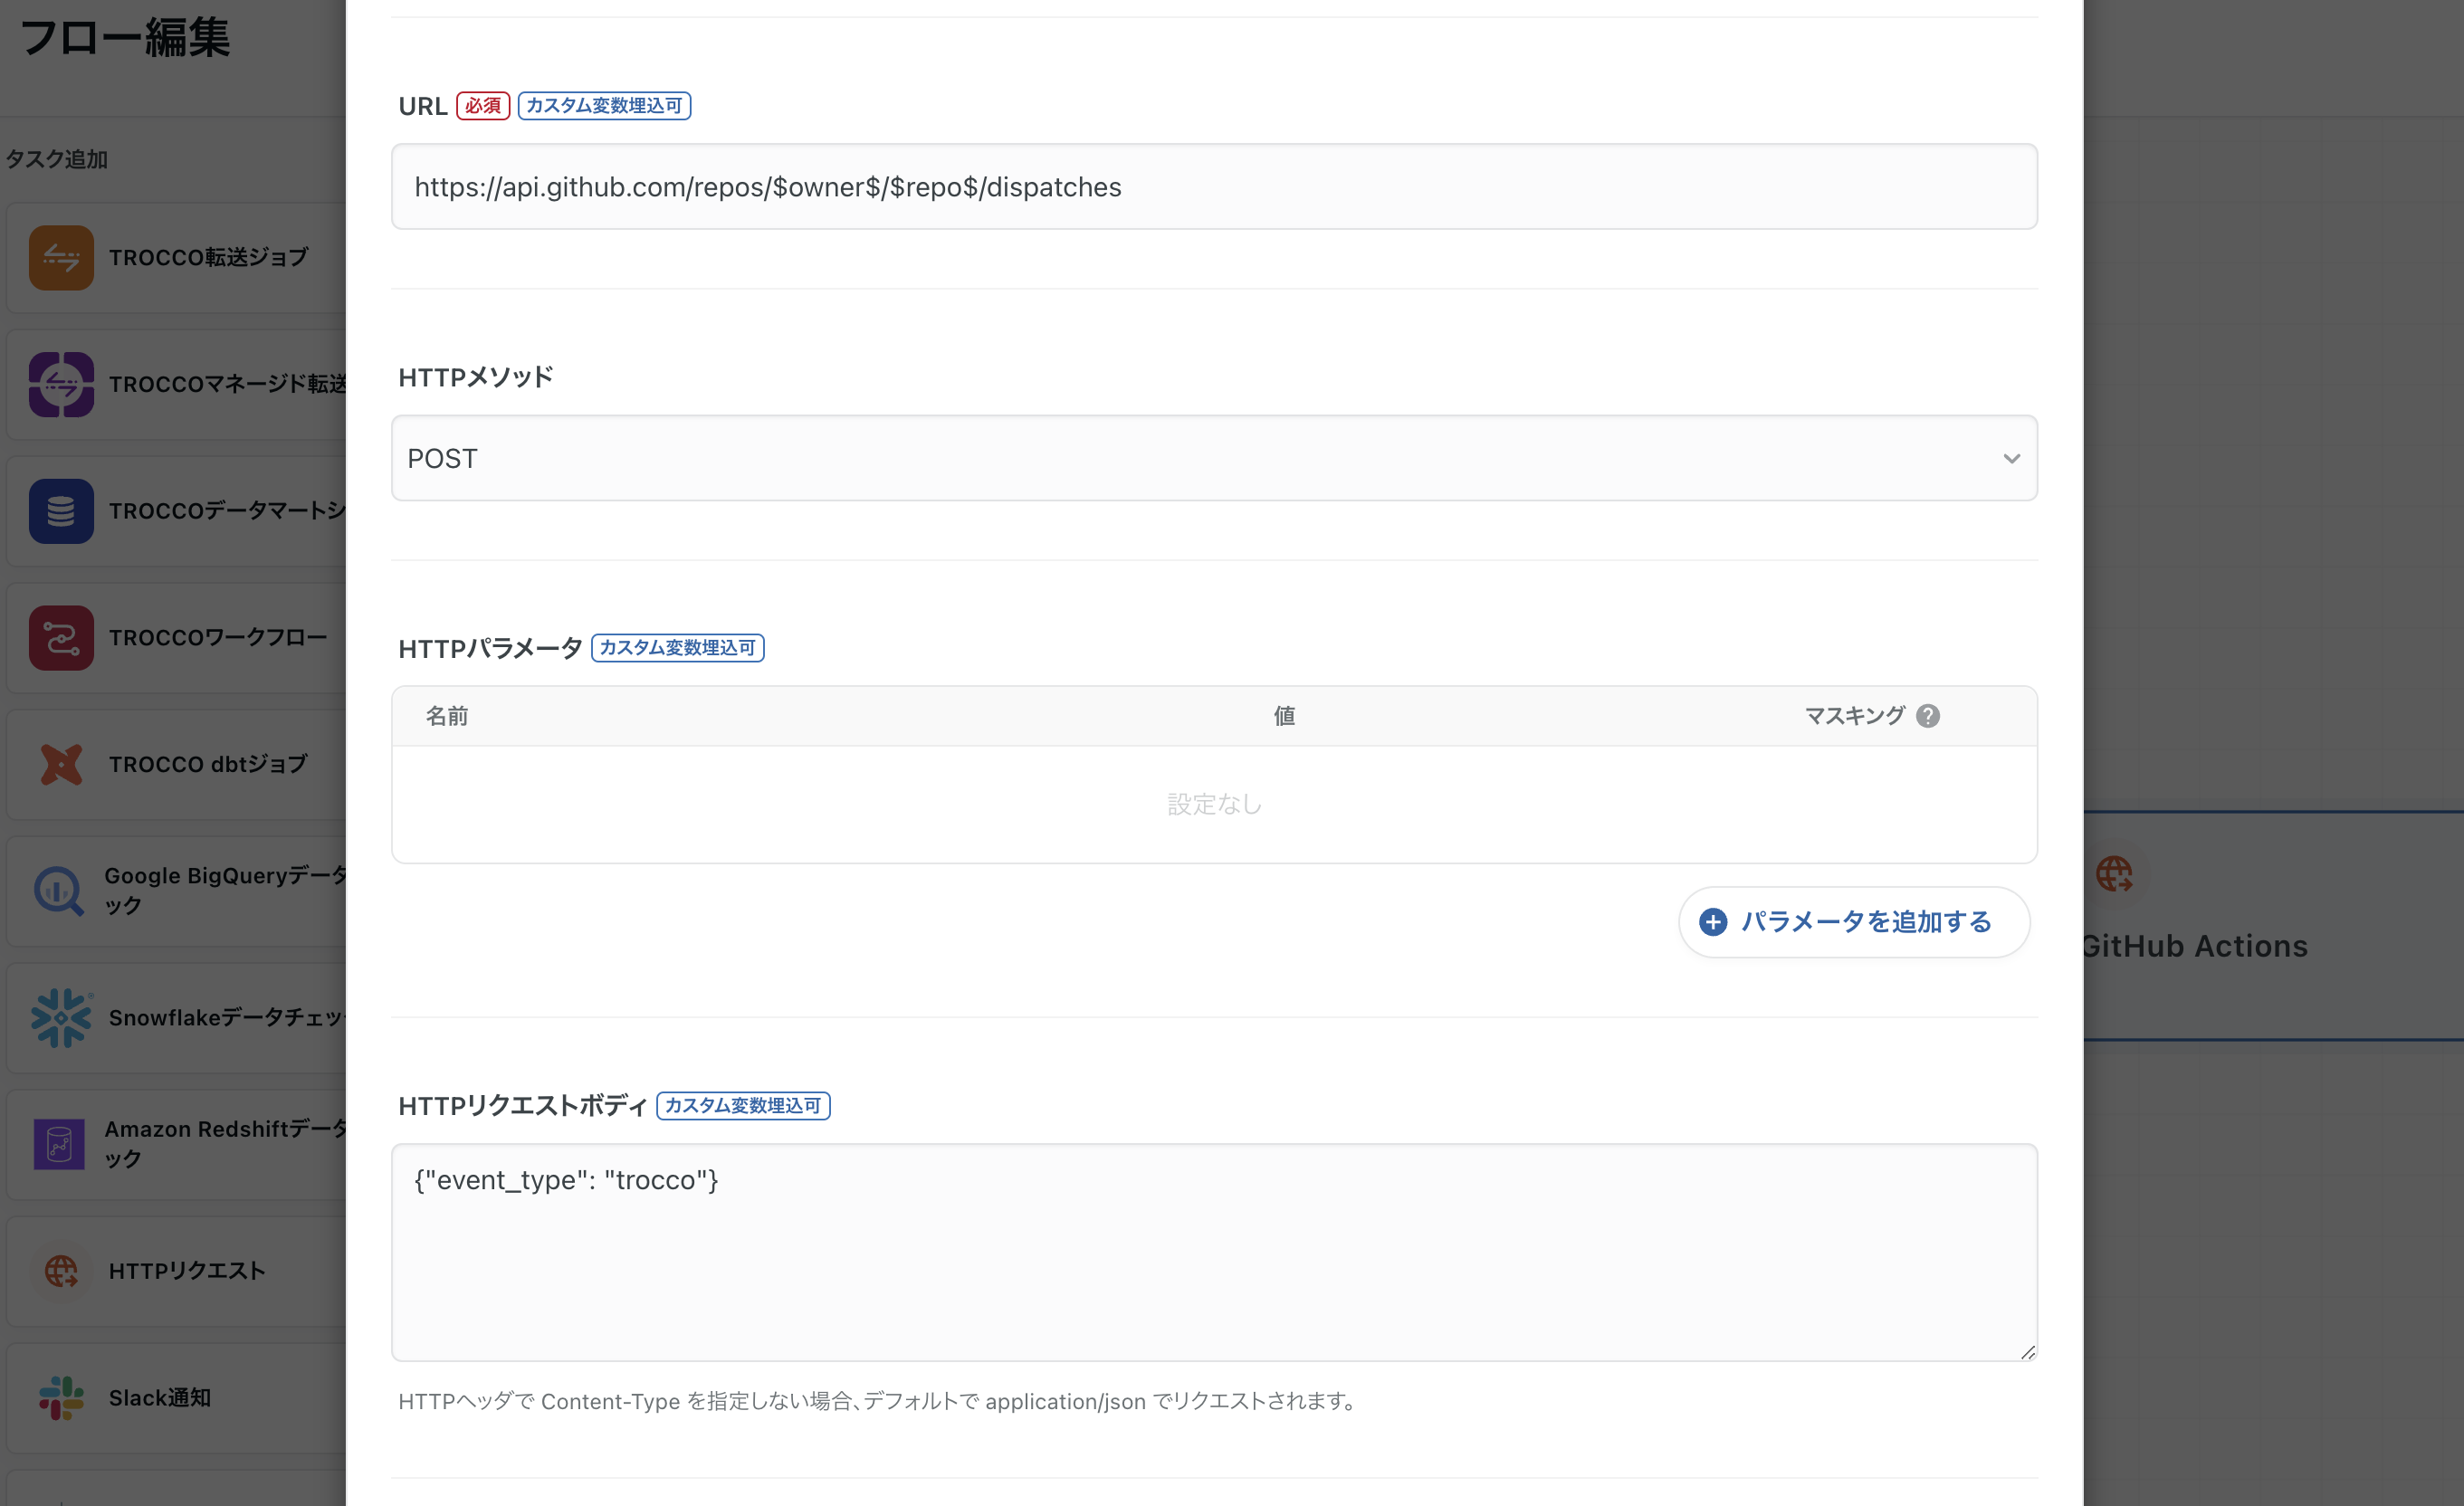 フロー編集
タスク追加
TROCCO転送ジョブ
TROCCOマネージド転送
TROCCOデータマートジ
TROCCOワークフロー
TROCCO dbtジョブ
Google BigQueryデータ
ック
Snowflakeデータチェッ
Amazon Redshiftデータ
ック
HTTPリクエスト
Slack通知
URL 必須 カスタム変数埋込可
https://api.github.com/repos/$owner$/$repo$/dispatches
HTTPメソッド
POST
HTTPパラメータ カスタム変数埋込可
名前 値 マスキング ?
設定なし
パラメータを追加する
HTTPリクエストボディ カスタム変数埋込可
{"event_type": "trocco"}
HTTPヘッダで Content-Type を指定しない場合、デフォルトで application/json でリクエストされます。
GitHub Actions